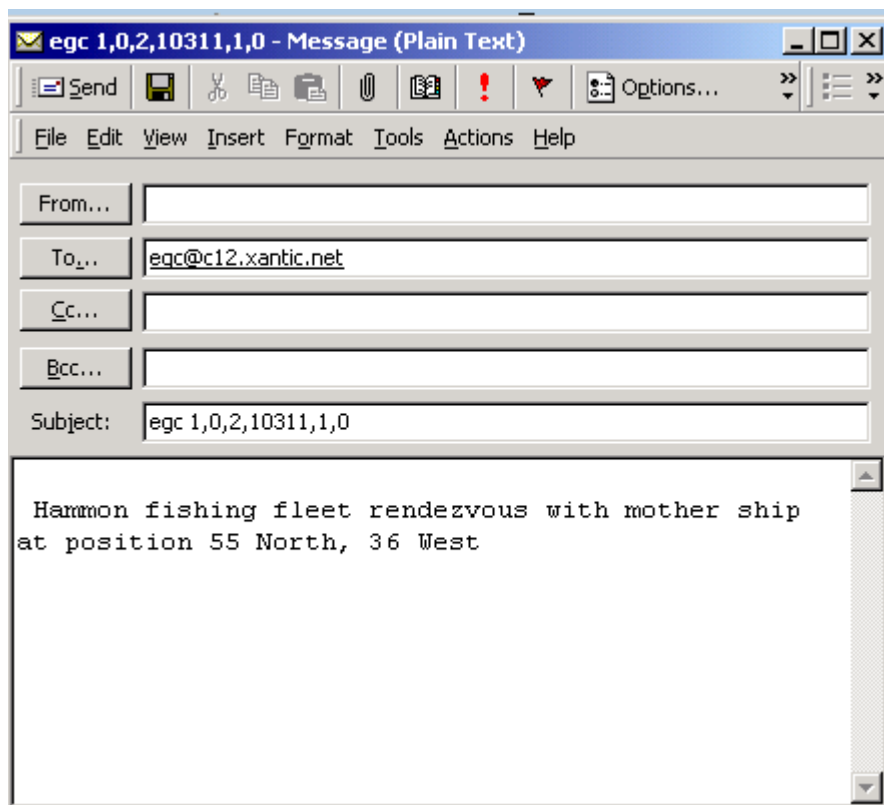 egc 1,0,2,10311,1,0 - Message (Plain Text)
Send Options...
File Edit View Insert Format Tools Actions Help
From...
To... egc@c12.xantic.net
Cc...
Bcc...
Subject: egc 1,0,2,10311,1,0
Hammon fishing fleet rendezvous with mother ship
at position 55 North, 36 West